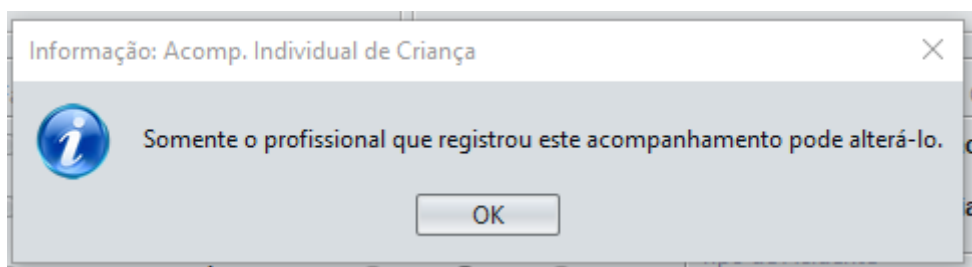 Informação: Acomp. Individual de Criança
Somente o profissional que registrou este acompanhamento pode alterá-lo.
OK